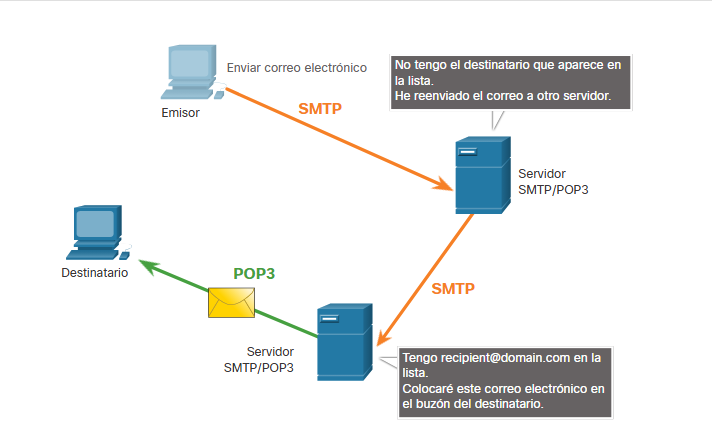 Enviar correo electrónico
No tengo el destinatario que aparece en
la lista.
He reenviado el correo a otro servidor.
SMTP
Emisor
Servidor
SMTP/POP3
Destinatario
POP3
SMTP
Servidor
SMTP/POP3
Tengo recipient@domain.com en la
lista.
Colocaré este correo electrónico en
el buzón del destinatario.